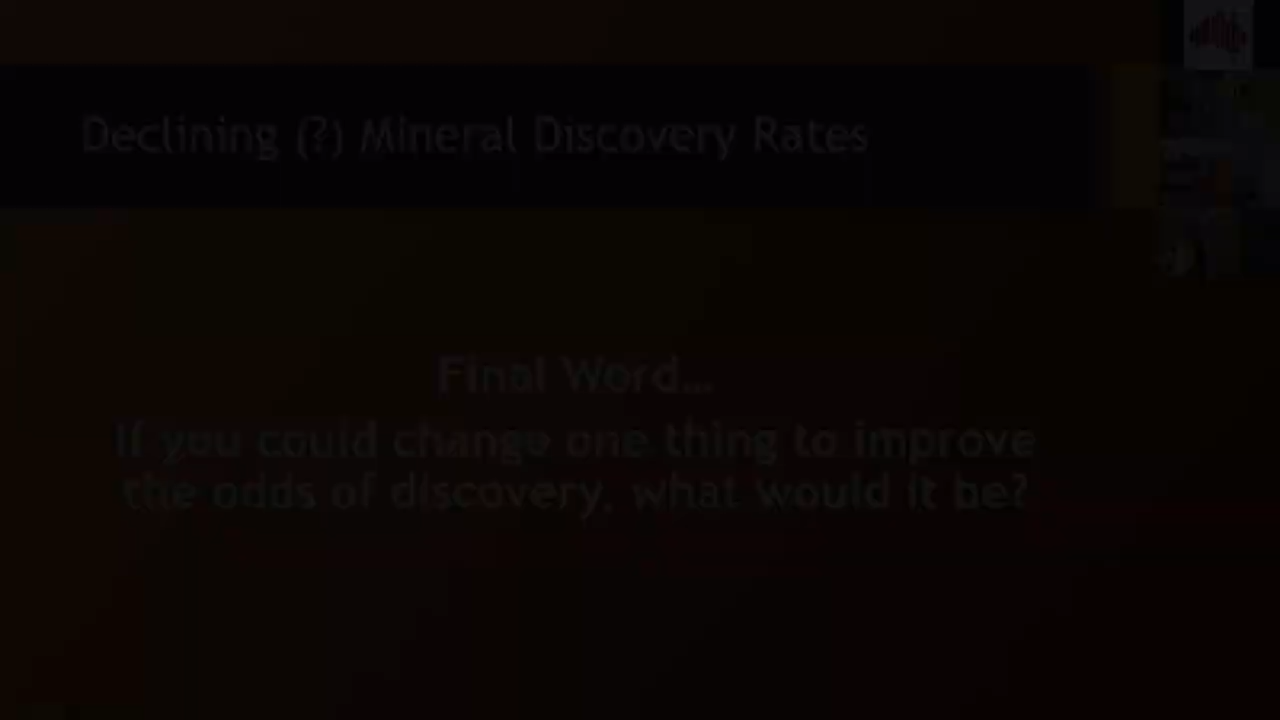 Declining (?) Mineral Discovery Rates
Final Word...
If you could change one thing to improve
the odds of discovery, what would it be?